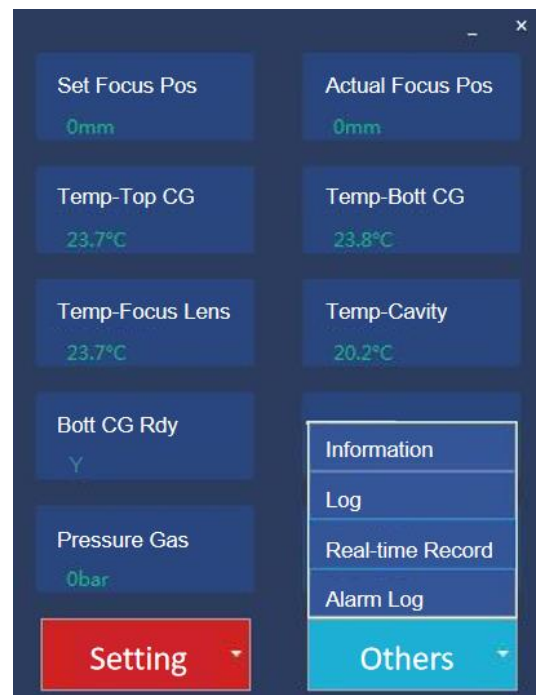 Set Focus Pos
Actual Focus Pos
0mm
0mm
Temp-Top CG
Temp-Bott CG
23.7°C
23.8°C
Temp-Focus Lens
Temp-Cavity
23.7°C
20.2°C
Bott CG Rdy
Y
Information
Log
Pressure Gas
Real-time Record
0bar
Alarm Log
Setting
Others